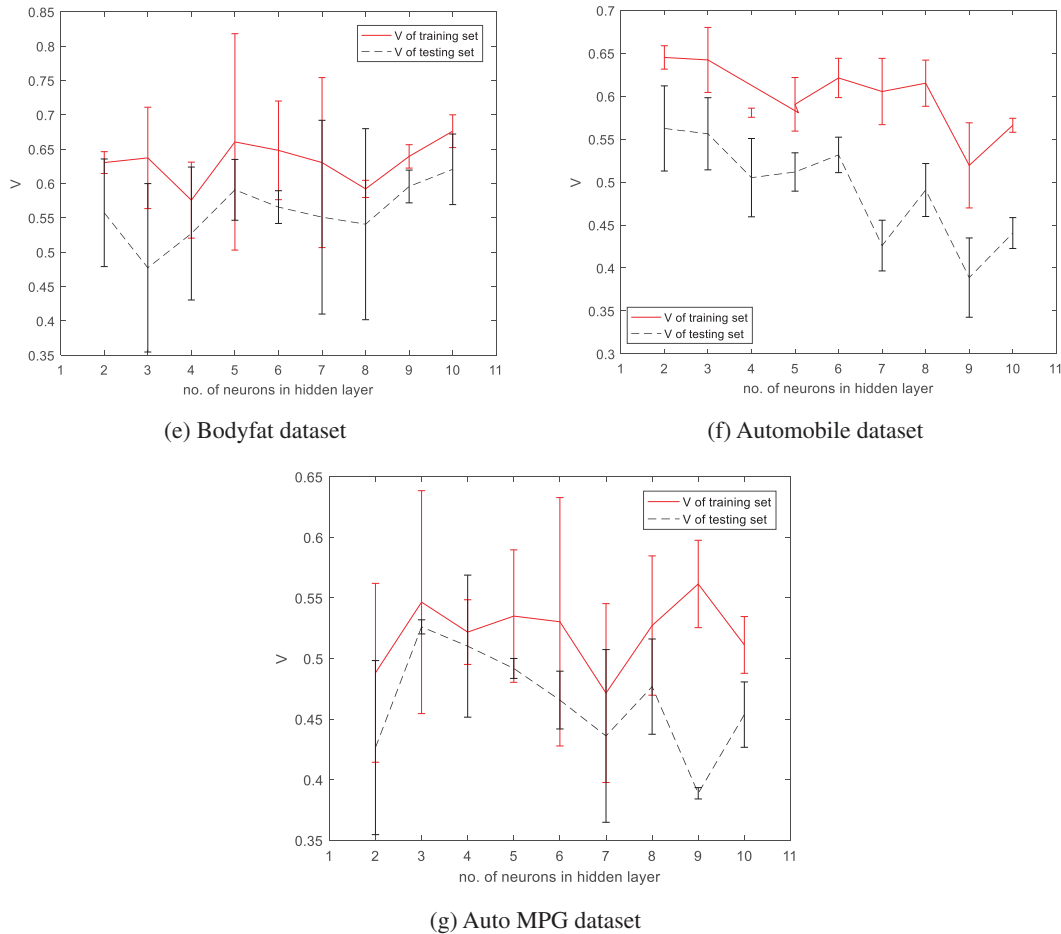 0.85
0.8
0.75
0.7
0.65
0.6
0.55
0.5
0.45
0.4
0.35
V
1 2 3 4 5 6 7 8 9 10 11
no. of neurons in hidden layer
V of training set
V of testing set
(e) Bodyfat dataset
0.7
0.65
0.6
0.55
0.5
0.45
0.4
0.35
0.3
V
1 2 3 4 5 6 7 8 9 10 11
no. of neurons in hidden layer
V of training set
V of testing set
(f) Automobile dataset
0.65
0.6
0.55
0.5
0.45
0.4
0.35
V
1 2 3 4 5 6 7 8 9 10 11
no. of neurons in hidden layer
V of training set
V of testing set
(g) Auto MPG dataset